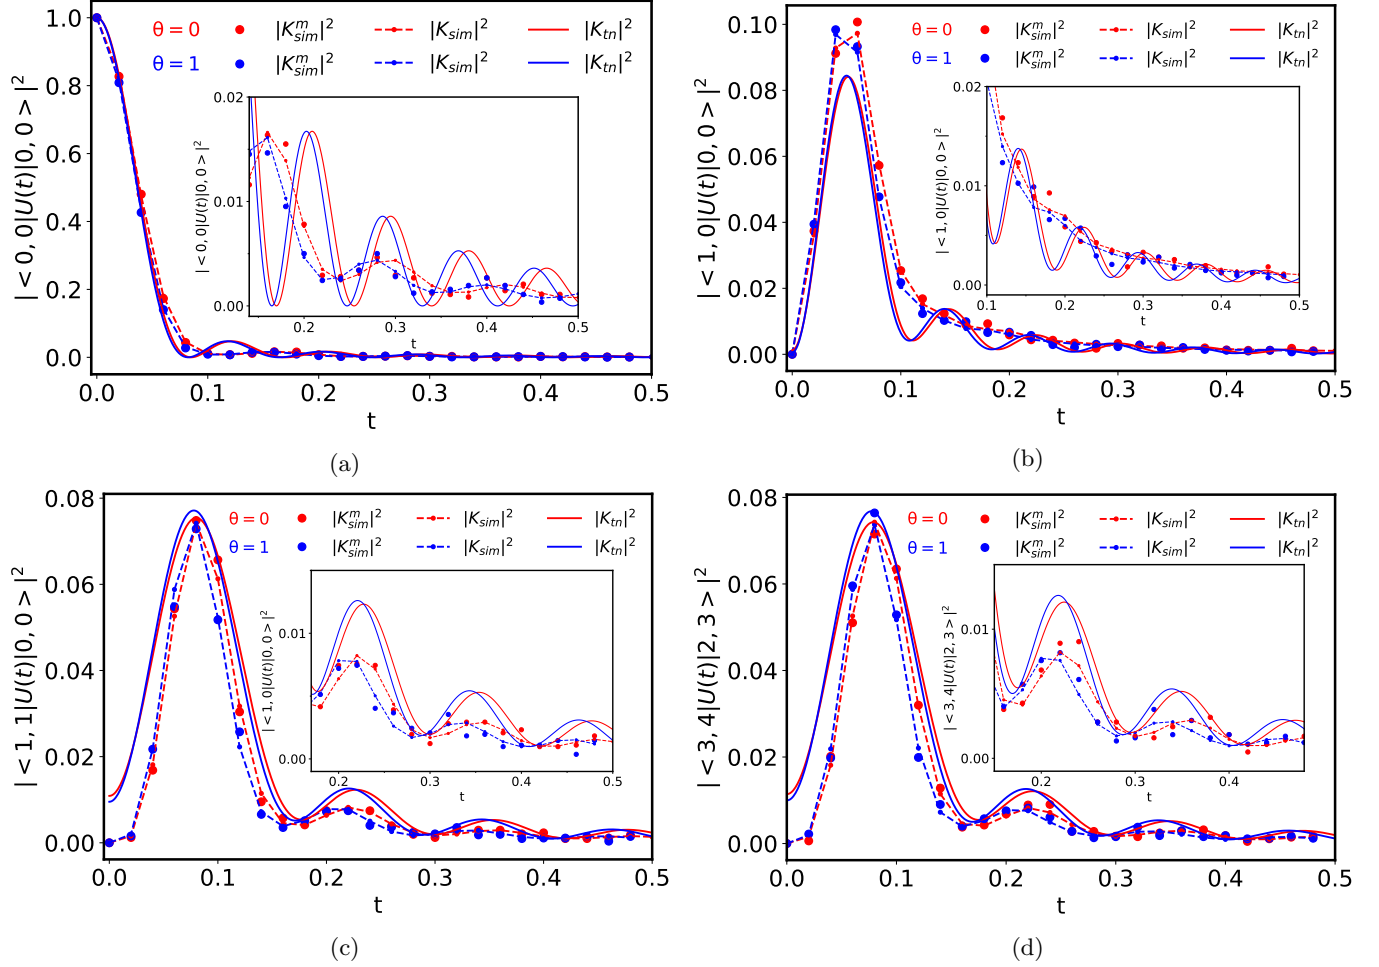 | < 0, 0|U(t)|0, 0 > |²
1.0
0.8
0.6
0.4
0.2
0.0
θ = 0 |K^m_sim|² |K_sim|² |K_tn|²
θ = 1 |K^m_sim|² |K_sim|² |K_tn|²
| < 0, 0|U(t)|0, 0 > |²
0.02
0.01
0.00
0.2 0.3 0.4 0.5
t
0.0 0.1 0.2 0.3 0.4 0.5
t
(a)
| < 1, 0|U(t)|0, 0 > |²
0.10
0.08
0.06
0.04
0.02
0.00
θ = 0 |K^m_sim|² |K_sim|² |K_tn|²
θ = 1 |K^m_sim|² |K_sim|² |K_tn|²
| < 1, 0|U(t)|0, 0 > |²
0.02
0.01
0.00
0.1 0.2 0.3 0.4 0.5
t
0.0 0.1 0.2 0.3 0.4 0.5
t
(b)
| < 1, 1|U(t)|0, 0 > |²
0.08
0.06
0.04
0.02
0.00
θ = 0 |K^m_sim|² |K_sim|² |K_tn|²
θ = 1 |K^m_sim|² |K_sim|² |K_tn|²
| < 1, 0|U(t)|0, 0 > |²
0.01
0.00
0.2 0.3 0.4 0.5
t
0.0 0.1 0.2 0.3 0.4 0.5
t
(c)
| < 3, 4|U(t)|2, 3 > |²
0.08
0.06
0.04
0.02
0.00
θ = 0 |K^m_sim|² |K_sim|² |K_tn|²
θ = 1 |K^m_sim|² |K_sim|² |K_tn|²
| < 3, 4|U(t)|2, 3 > |²
0.01
0.00
0.2 0.3 0.4
t
0.0 0.1 0.2 0.3 0.4 0.5
t
(d)